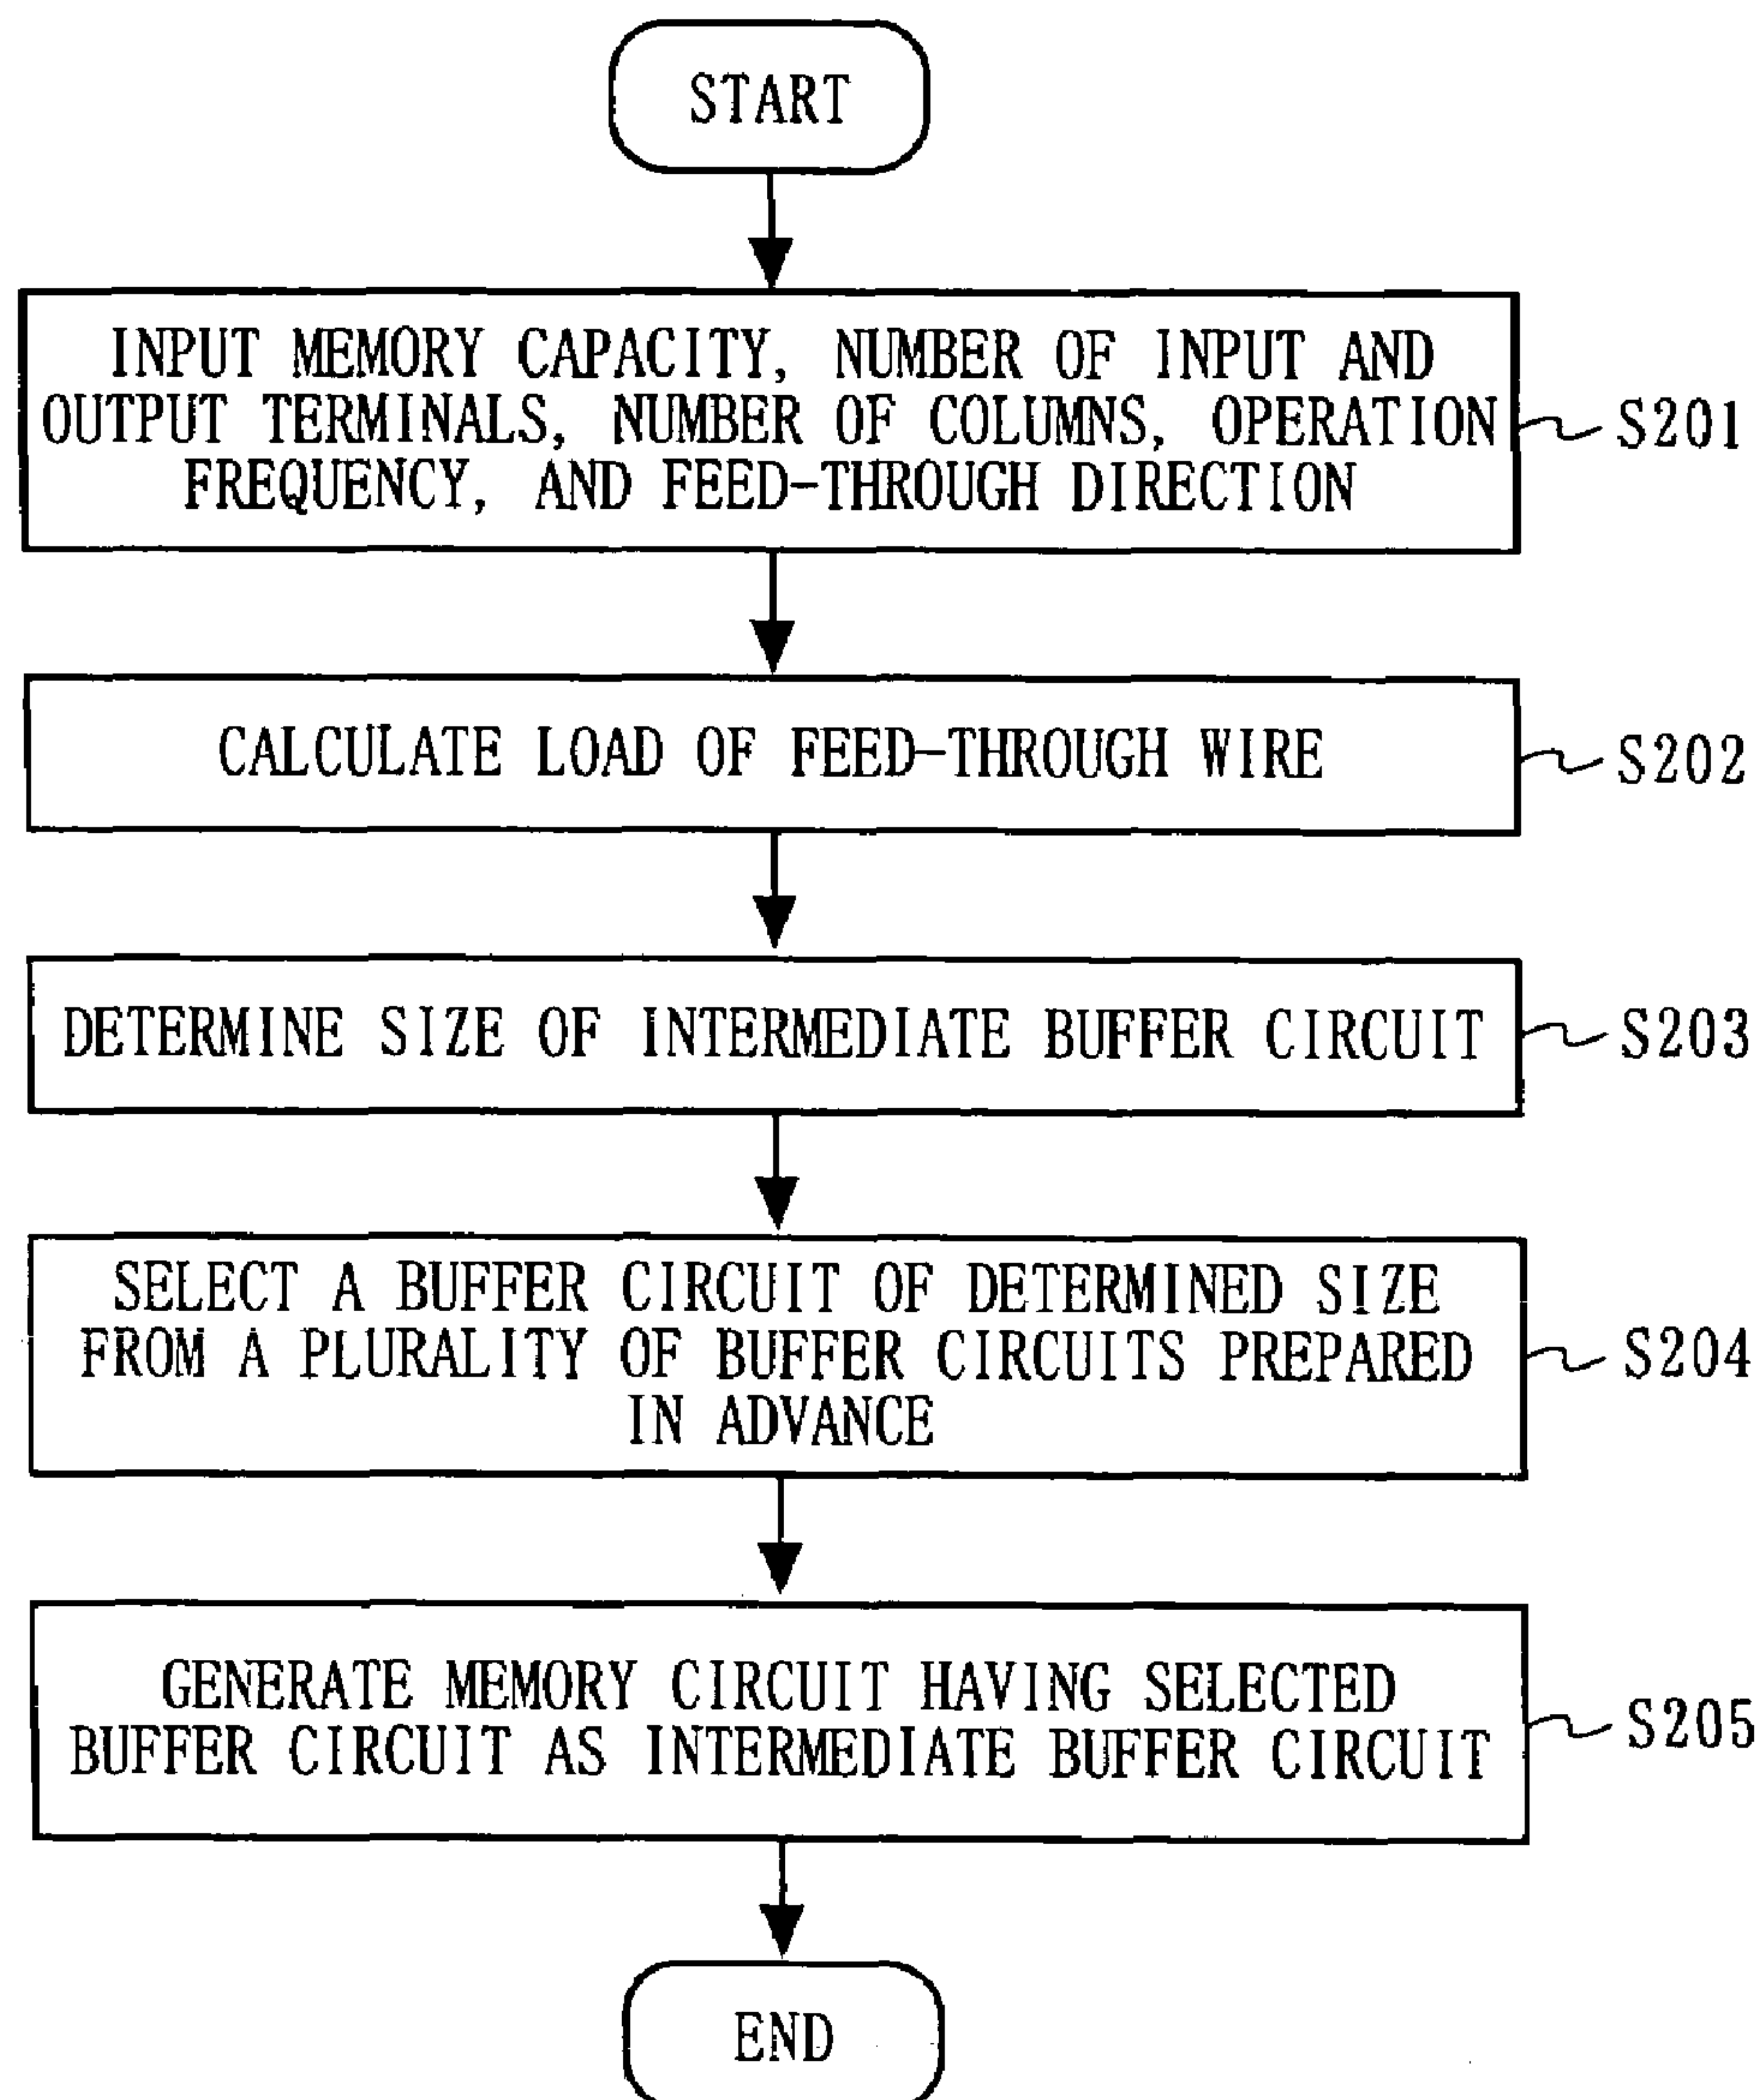 START
INPUT MEMORY CAPACITY, NUMBER OF INPUT AND
OUTPUT TERMINALS, NUMBER OF COLUMNS, OPERATION
FREQUENCY, AND FEED-THROUGH DIRECTION
S201
CALCULATE LOAD OF FEED-THROUGH WIRE
S202
DETERMINE SIZE OF INTERMEDIATE BUFFER CIRCUIT
S203
SELECT A BUFFER CIRCUIT OF DETERMINED SIZE
FROM A PLURALITY OF BUFFER CIRCUITS PREPARED
IN ADVANCE
S204
GENERATE MEMORY CIRCUIT HAVING SELECTED
BUFFER CIRCUIT AS INTERMEDIATE BUFFER CIRCUIT
S205
END